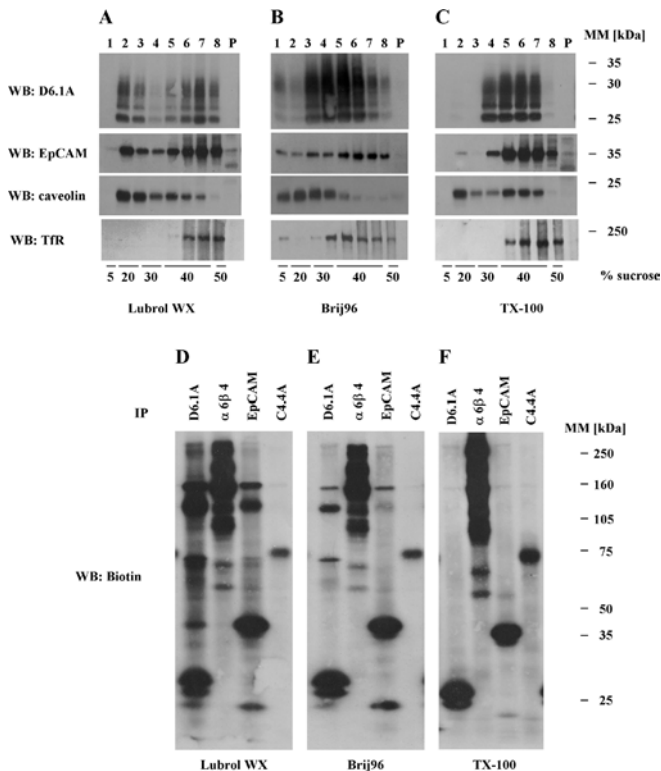 A B C
1 2 3 4 5 6 7 8 P 1 2 3 4 5 6 7 8 P 1 2 3 4 5 6 7 8 P MM [kDa]
35
WB: D6.1A 30
25
WB: EpCAM 35
25
WB: caveolin
250
WB: TfR
5 20 30 40 50 5 20 30 40 50 5 20 30 40 50 % sucrose
Lubrol WX Brij96 TX-100
D E F
IP D6.1A α 6β 4 EpCAM C4.4A D6.1A α 6β 4 EpCAM C4.4A D6.1A α 6β 4 EpCAM C4.4A
MM [kDa]
250
160
105
75
WB: Biotin
50
35
25
Lubrol WX Brij96 TX-100